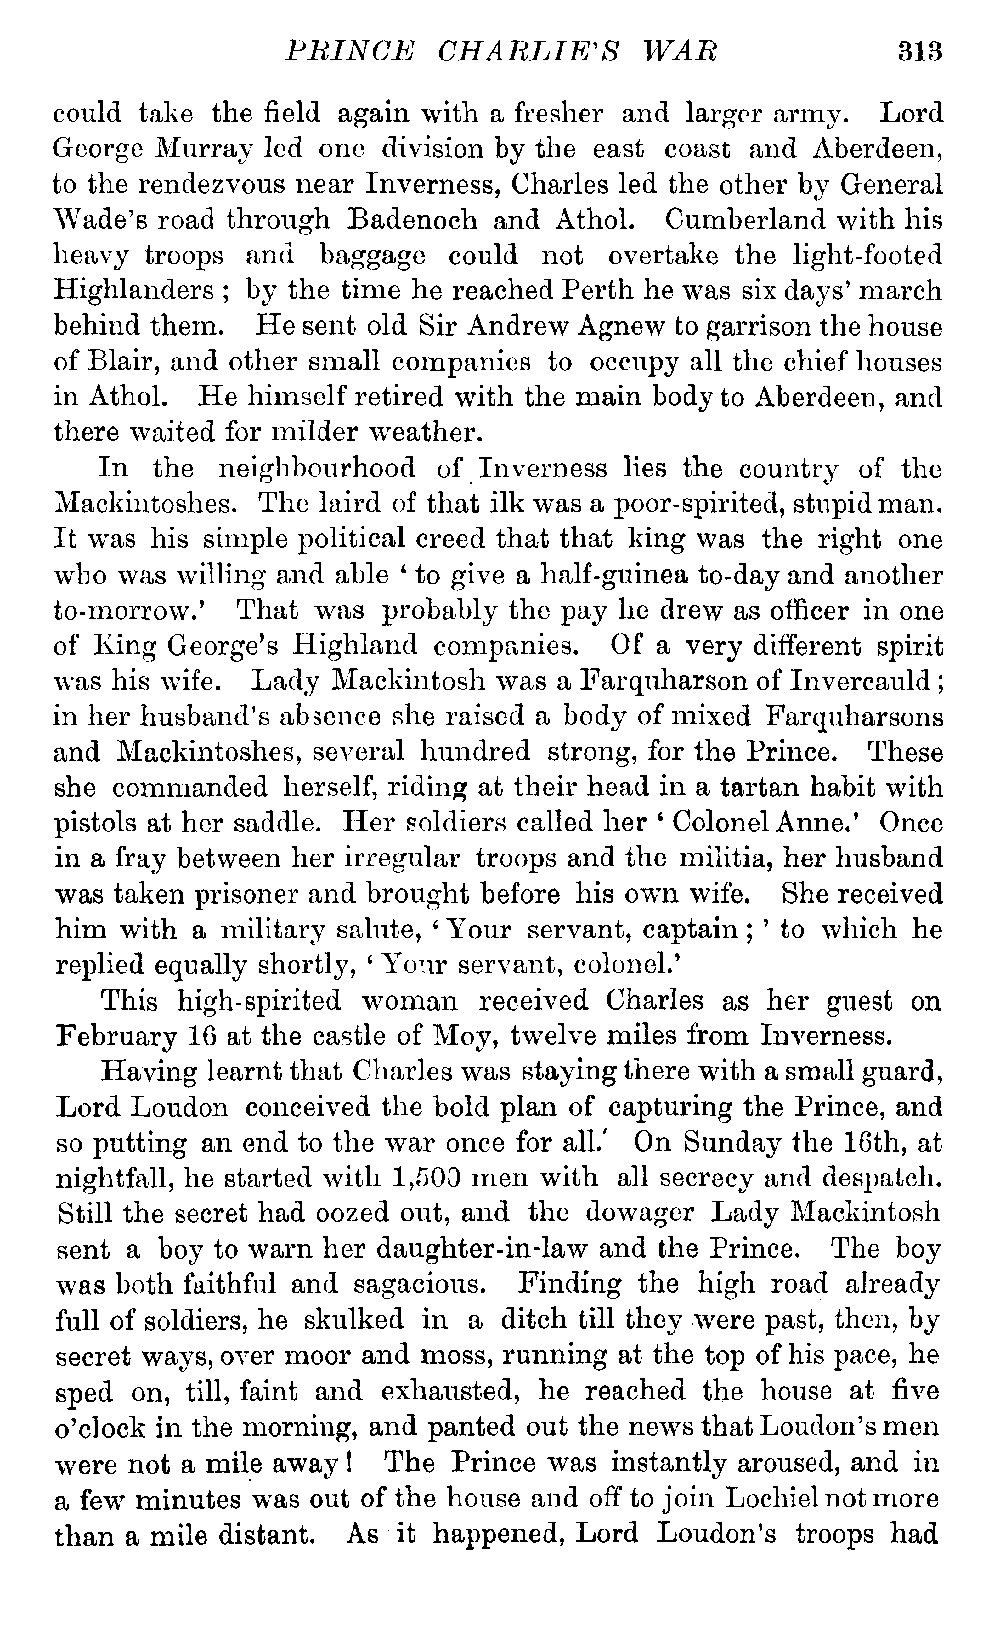 PRINCE CHARLIE'S WAR 313
could take the field again with a fresher and larger army. Lord
George Murray led one division by the east coast and Aberdeen,
to the rendezvous near Inverness, Charles led the other by General
Wade's road through Badenoch and Athol. Cumberland with his
heavy troops and baggage could not overtake the light-footed
Highlanders ; by the time he reached Perth he was six days' march
behind them. He sent old Sir Andrew Agnew to garrison the house
of Blair, and other small companies to occupy all the chief houses
in Athol. He himself retired with the main body to Aberdeen, and
there waited for milder weather.
In the neighbourhood of Inverness lies the country of the
Mackintoshes. The laird of that ilk was a poor-spirited, stupid man.
It was his simple political creed that that king was the right one
who was willing and able ‘ to give a half-guinea to-day and another
to-morrow.’ That was probably the pay he drew as officer in one
of King George's Highland companies. Of a very different spirit
was his wife. Lady Mackintosh was a Farquharson of Invercauld ;
in her husband's absence she raised a body of mixed Farquharsons
and Mackintoshes, several hundred strong, for the Prince. These
she commanded herself, riding at their head in a tartan habit with
pistols at her saddle. Her soldiers called her ‘ Colonel Anne.’ Once
in a fray between her irregular troops and the militia, her husband
was taken prisoner and brought before his own wife. She received
him with a military salute, ‘ Your servant, captain ; ’ to which he
replied equally shortly, ‘ Your servant, colonel.’
This high-spirited woman received Charles as her guest on
February 16 at the castle of Moy, twelve miles from Inverness.
Having learnt that Charles was staying there with a small guard,
Lord Loudon conceived the bold plan of capturing the Prince, and
so putting an end to the war once for all.' On Sunday the 16th, at
nightfall, he started with 1,500 men with all secrecy and despatch.
Still the secret had oozed out, and the dowager Lady Mackintosh
sent a boy to warn her daughter-in-law and the Prince. The boy
was both faithful and sagacious. Finding the high road already
full of soldiers, he skulked in a ditch till they were past, then, by
secret ways, over moor and moss, running at the top of his pace, he
sped on, till, faint and exhausted, he reached the house at five
o'clock in the morning, and panted out the news that Loudon's men
were not a mile away ! The Prince was instantly aroused, and in
a few minutes was out of the house and off to join Lochiel not more
than a mile distant. As it happened, Lord Loudon's troops had